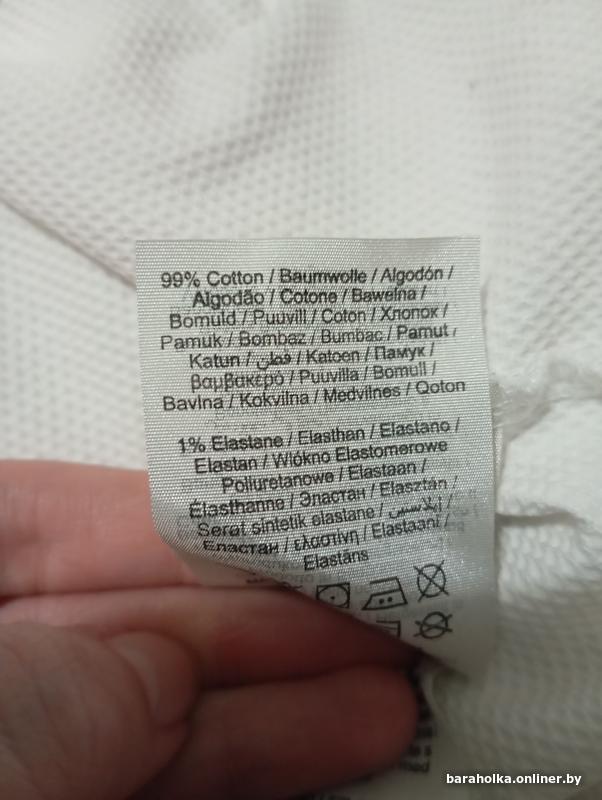 99% Cotton / Baumwolle / Algodón /
Algodão / Cotone / Bawełna /
Bomuld / Puuvill / Coton / Хлопок /
Pamuk / Bombaz / Bumbac / Pamut /
Katun / قطن / Katoen / Памук /
Βαμβακερό / Puuvilla / Bomull /
Bavlna / Kokvilna / Medvilnes / Qoton
1% Elastane / Elasthan / Elastano /
Elastan / Włókno Elastomerowe
Poliuretanowe / Elastaan /
Élasthanne / Эластан / Elasztán /
Serat sintetik elastane / إيلاستين /
Еластан / ελαστίνη / Elastaani /
Elastāns
baraholka.onliner.by